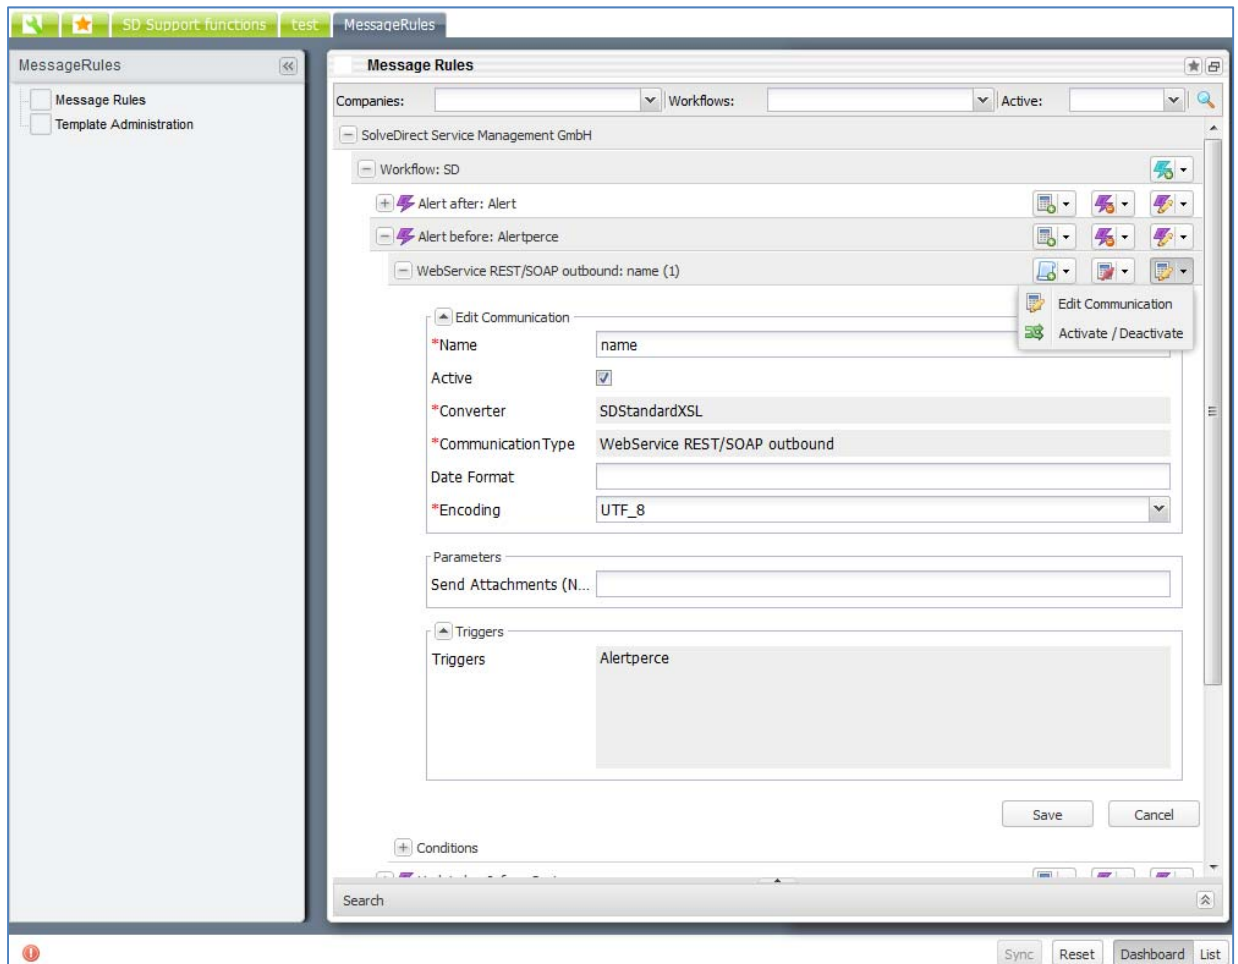 SD Support functions test MessageRules
MessageRules
Message Rules
Template Administration
Message Rules
Companies: Workflows: Active:
SolveDirect Service Management GmbH
Workflow: SD
Alert after: Alert
Alert before: Alertperce
WebService REST/SOAP outbound: name (1)
Edit Communication
Activate / Deactivate
Edit Communication
*Name name
Active
*Converter SDStandardXSL
*CommunicationType WebService REST/SOAP outbound
Date Format
*Encoding UTF_8
Parameters
Send Attachments (N...
Triggers
Triggers Alertperce
Save Cancel
Conditions
Search
Sync Reset Dashboard List